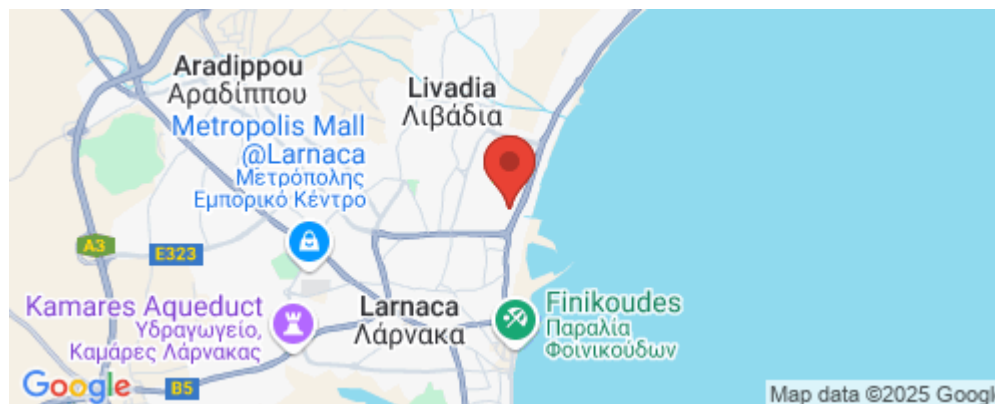 Aradippou
Αραδίππου
Livadia
Λιβάδια
Metropolis Mall
@Larnaca
Μετρόπολης
Εμπορικό Κέντρο
A3
E323
Kamares Aqueduct
Υδραγωγείο,
Καμάρες Λάρνακας
Larnaca
Λάρνακα
Finikoudes
Παραλία
Φοινικούδων
B5
Google
Map data ©2025 Googl